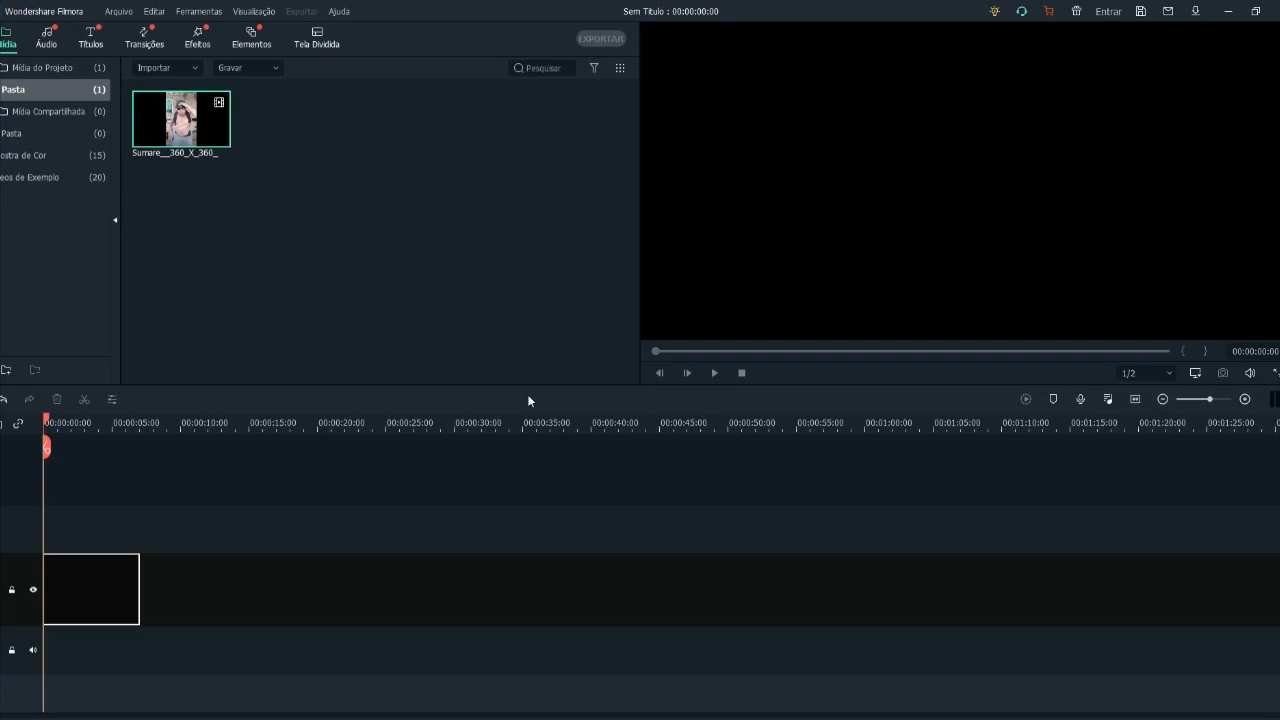 Wondershare Filmora Arquivo Editar Ferramentas Visualização Exportar Ajuda Sem Título : 00:00:00:00 Entrar
Mídia Áudio Títulos Transições Efeitos Elementos Tela Dividida EXPORTAR
Mídia do Projeto (1) Importar Gravar Pesquisar
Pasta (1)
Mídia Compartilhada (0)
Pasta (0)
ostra de Cor (15)
eos de Exemplo (20)
Sumare__360_X_360_
00:00:00:00
1/2
00:00:00:00 00:00:05:00 00:00:10:00 00:00:15:00 00:00:20:00 00:00:25:00 00:00:30:00 00:00:35:00 00:00:40:00 00:00:45:00 00:00:50:00 00:00:55:00 00:01:00:00 00:01:05:00 00:01:10:00 00:01:15:00 00:01:20:00 00:01:25:00